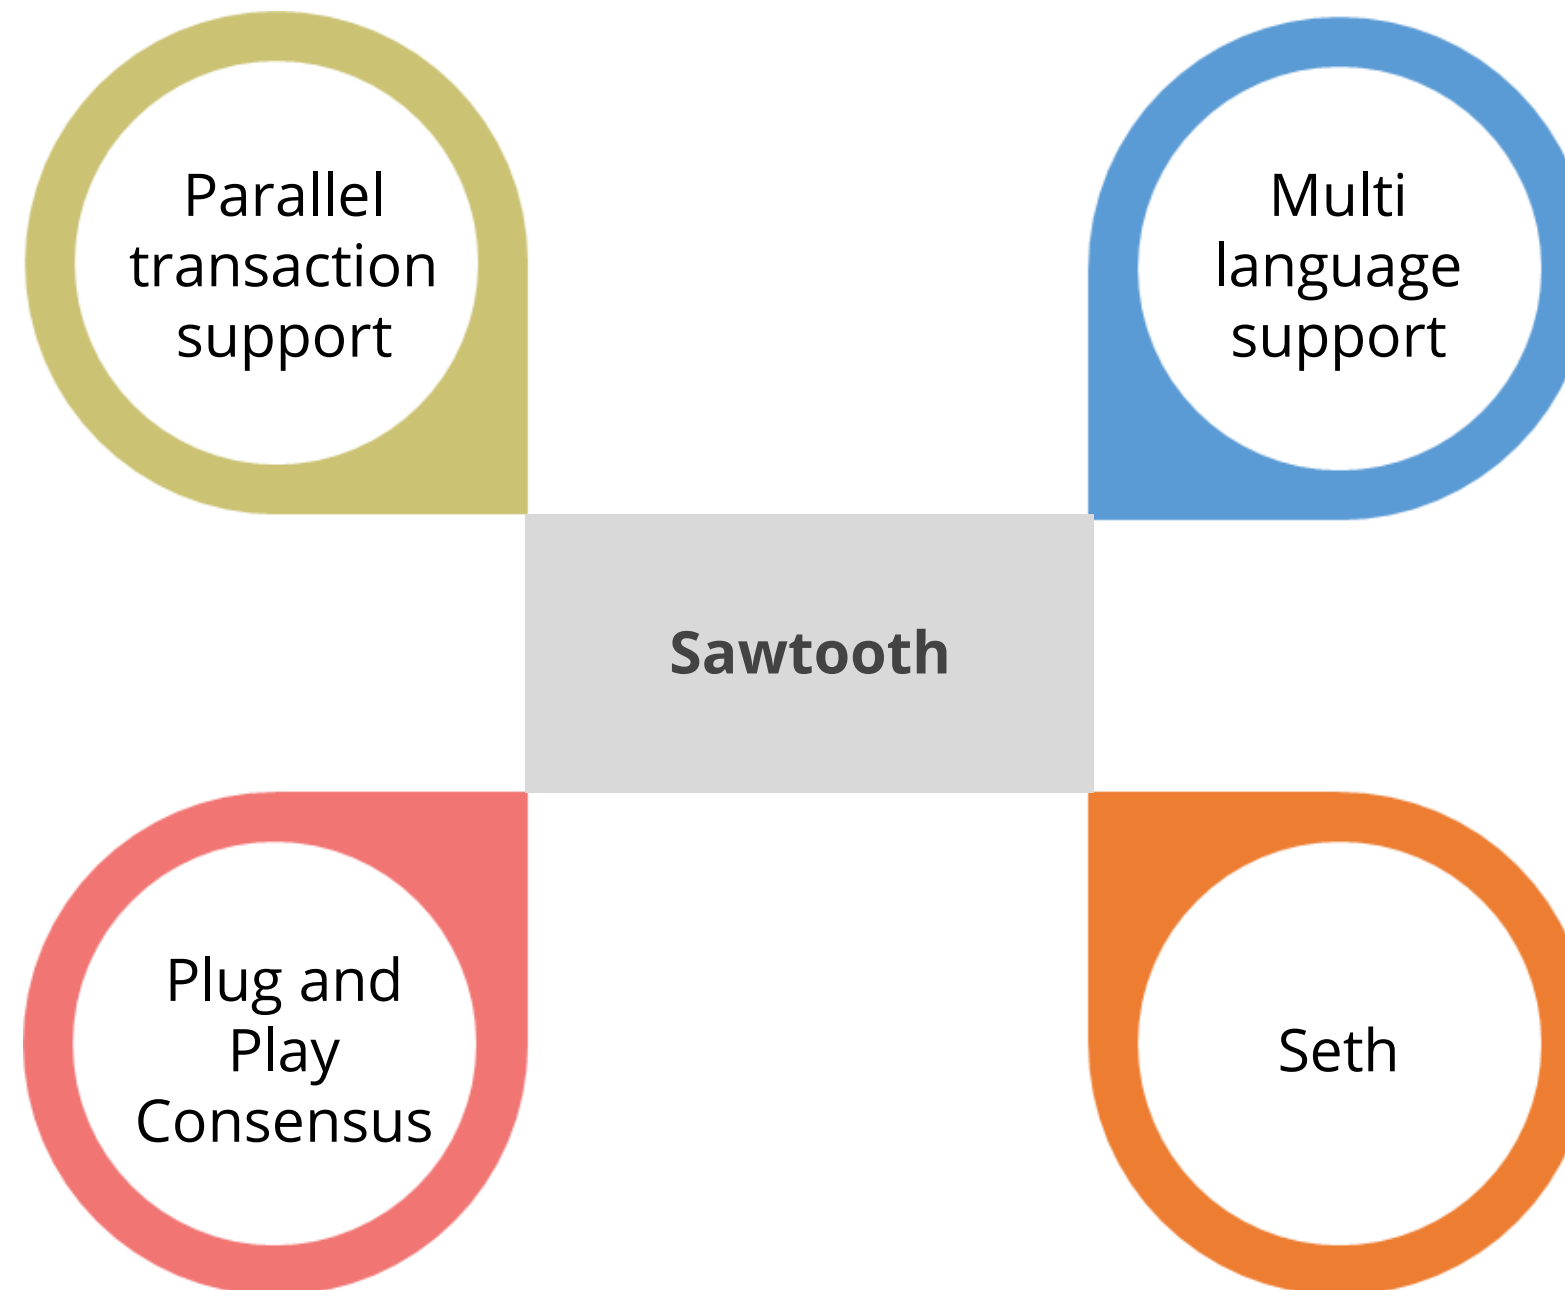 Parallel
transaction
support
Multi
language
support
Sawtooth
Plug and
Play
Consensus
Seth